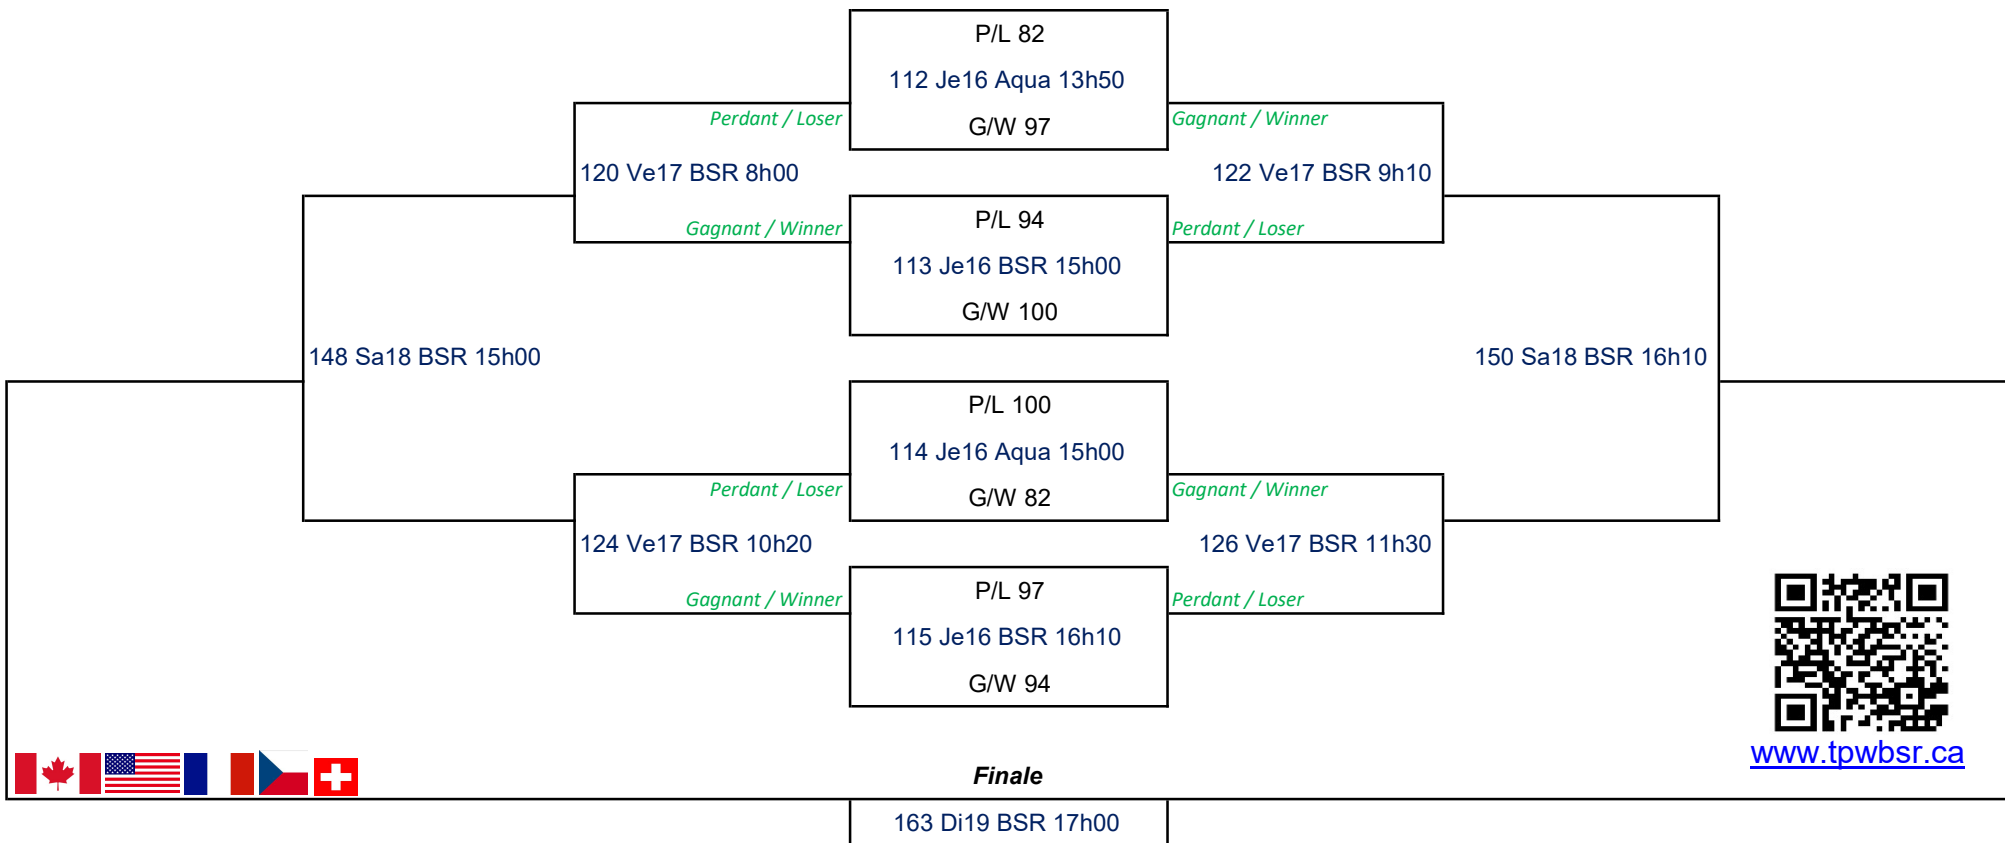 P/L 82
112 Je16 Aqua 13h50
Perdant / Loser
G/W 97
Gagnant / Winner
120 Ve17 BSR 8h00
122 Ve17 BSR 9h10
Gagnant / Winner
P/L 94
Perdant / Loser
113 Je16 BSR 15h00
G/W 100
148 Sa18 BSR 15h00
150 Sa18 BSR 16h10
P/L 100
114 Je16 Aqua 15h00
Perdant / Loser
G/W 82
Gagnant / Winner
124 Ve17 BSR 10h20
126 Ve17 BSR 11h30
Gagnant / Winner
P/L 97
Perdant / Loser
115 Je16 BSR 16h10
G/W 94
www.tpwbsr.ca
Finale
163 Di19 BSR 17h00